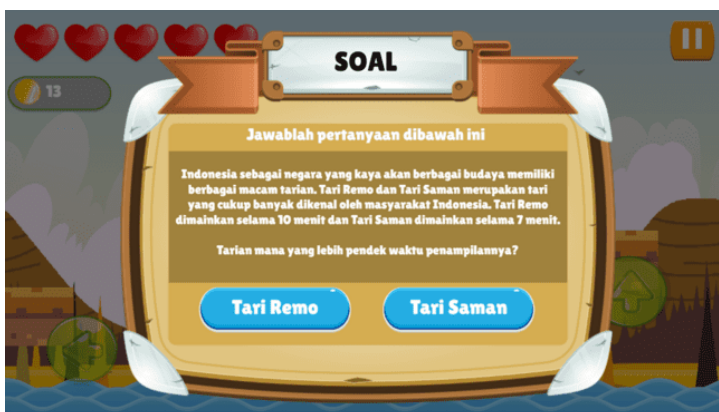 13
SOAL
Jawablah pertanyaan dibawah ini
Indonesia sebagai negara yang kaya akan berbagai budaya memiliki
berbagai macam tarian. Tari Remo dan Tari Saman merupakan tari
yang cukup banyak dikenal oleh masyarakat Indonesia. Tari Remo
dimainkan selama 10 menit dan Tari Saman dimainkan selama 7 menit.
Tarian mana yang lebih pendek waktu penampilannya?
Tari Remo
Tari Saman